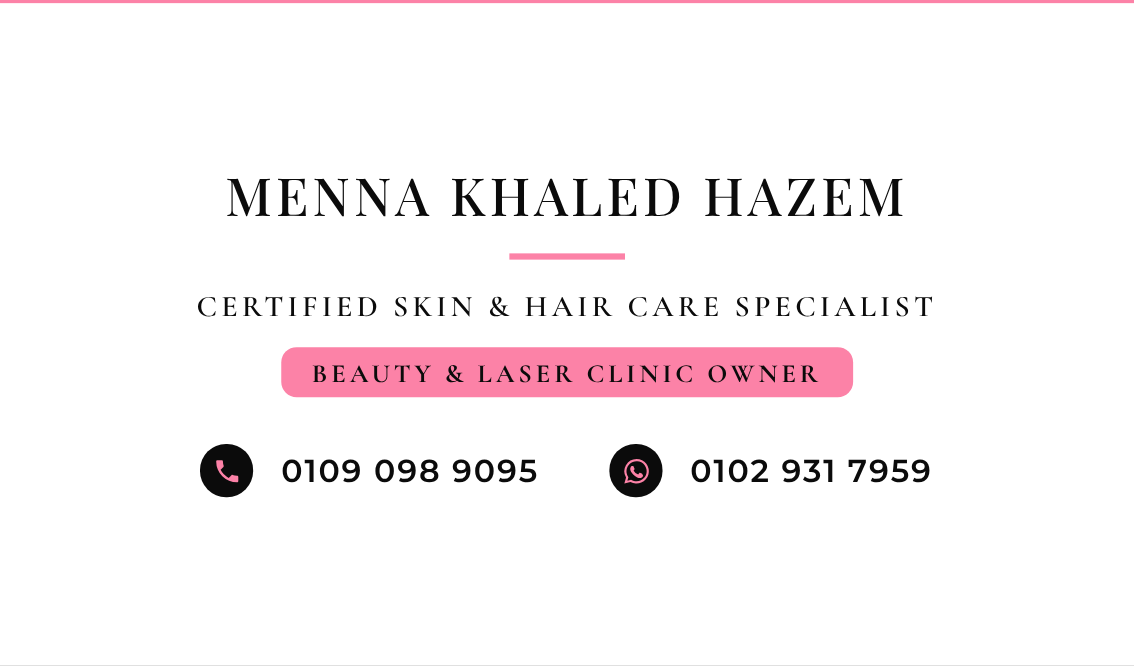 MENNA KHALED HAZEM
CERTIFIED SKIN & HAIR CARE SPECIALIST
BEAUTY & LASER CLINIC OWNER
0109 098 9095 0102 931 7959